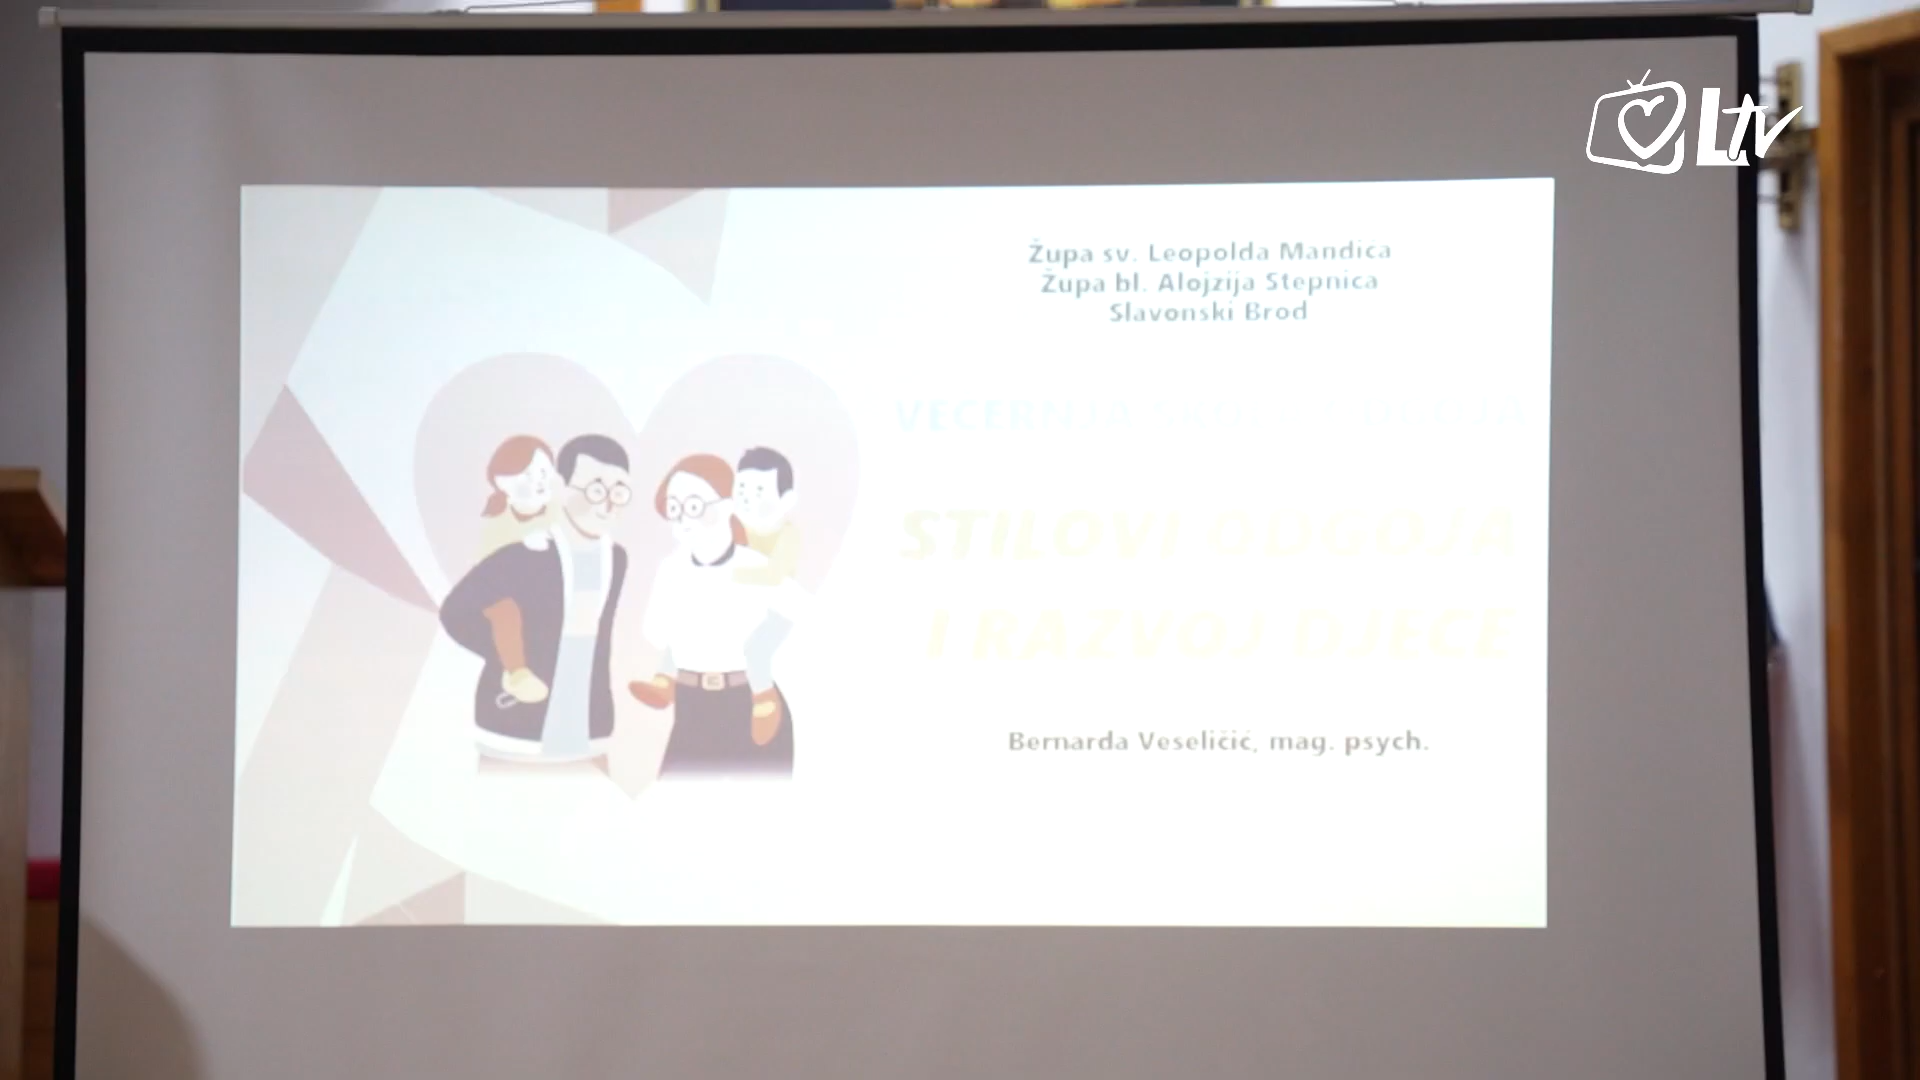 Ltv
Župa sv. Leopolda Mandica
Župa bl. Alojzija Stepnica
Slavonski Brod
VECERNJA
STILOVI ODGOJA
I RAZVOJ DJECE
Bernarda Veseličić, mag. psych.